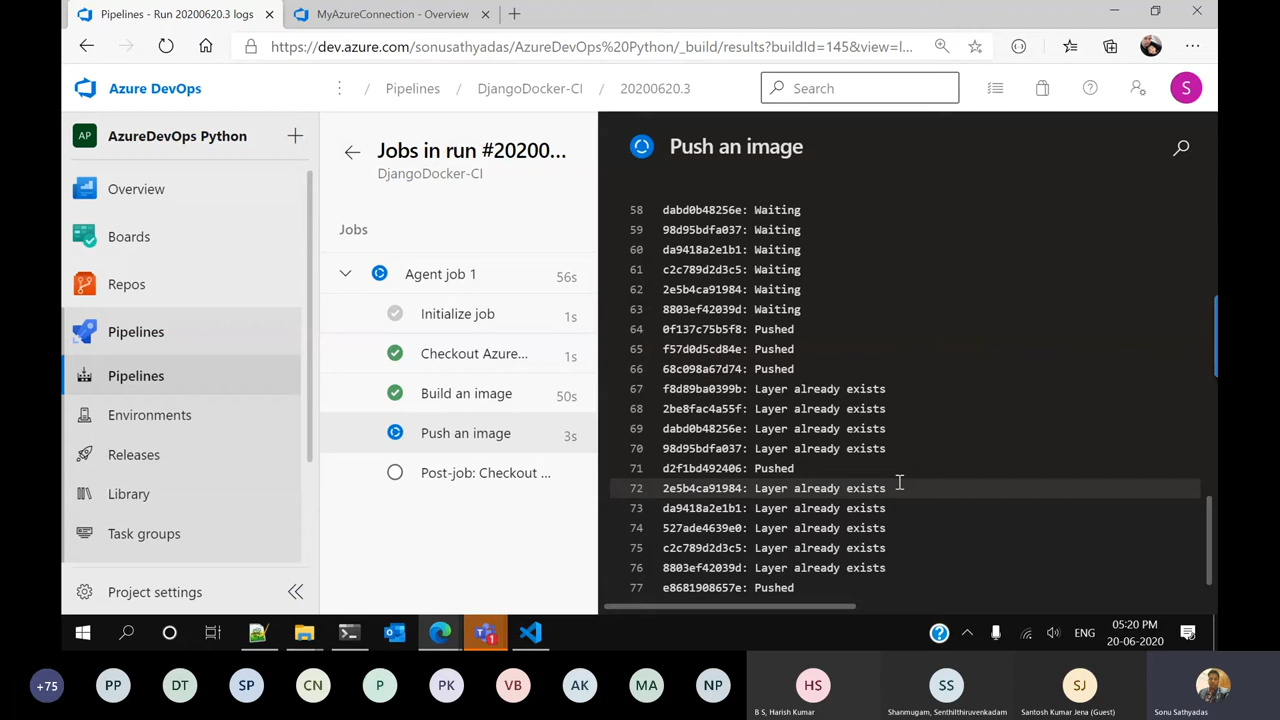 Pipelines - Run 20200620.3 logs
MyAzureConnection - Overview
https://dev.azure.com/sonusathyadas/AzureDevOps%20Python/_build/results?buildId=145&view=l...
Azure DevOps
/ Pipelines / DjangoDocker-CI / 20200620.3
Search
S
AP AzureDevOps Python
Overview
Boards
Repos
Pipelines
Pipelines
Environments
Releases
Library
Task groups
Project settings
Jobs in run #20200...
DjangoDocker-CI
Jobs
Agent job 1 56s
Initialize job 1s
Checkout Azure... 1s
Build an image 50s
Push an image 3s
Post-job: Checkout ...
Push an image
58 dabd0b48256e: Waiting
59 98d95bdfa037: Waiting
60 da9418a2e1b1: Waiting
61 c2c789d2d3c5: Waiting
62 2e5b4ca91984: Waiting
63 8803ef42039d: Waiting
64 0f137c75b5f8: Pushed
65 f57d0d5cd84e: Pushed
66 68c098a67d74: Pushed
67 f8d89ba0399b: Layer already exists
68 2be8fac4a55f: Layer already exists
69 dabd0b48256e: Layer already exists
70 98d95bdfa037: Layer already exists
71 d2f1bd492406: Pushed
72 2e5b4ca91984: Layer already exists
73 da9418a2e1b1: Layer already exists
74 527ade4639e0: Layer already exists
75 c2c789d2d3c5: Layer already exists
76 8803ef42039d: Layer already exists
77 e8681908657e: Pushed
ENG
05:20 PM
20-06-2020
1
+75
PP
DT
SP
CN
P
PK
VB
AK
MA
NP
HS
B S, Harish Kumar
SS
Shanmugam, Senthilthiruvenkadam
SJ
Santosh Kumar Jena (Guest)
Sonu Sathyadas